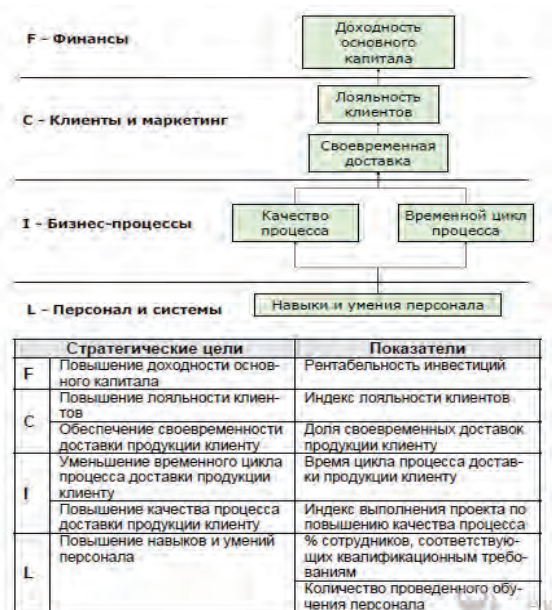 F - Финансы
Доходность
основного
капитала
С - Клиенты и маркетинг
Лояльность
клиентов
Своевременная
доставка
I - Бизнес-процессы
Качество
процесса
Временной цикл
процесса
L - Персонал и системы
Навыки и умения персонала
Стратегические цели
Показатели
F
Повышение доходности основ-
ного капитала
Рентабельность инвестиций
C
Повышение лояльности клиен-
тов
Индекс лояльности клиентов
Обеспечение своевременности
доставки продукции клиенту
Доля своевременных доставок
продукции клиенту
I
Уменьшение временного цикла
процесса доставки продукции
клиенту
Время цикла процесса достав-
ки продукции клиенту
Повышение качества процесса
доставки продукции клиенту
Индекс выполнения проекта по
повышению качества процесса
L
Повышение навыков и умений
персонала
% сотрудников, соответствую-
щих квалификационным требо-
ваниям
Количество проведенного обу-
чения персонала